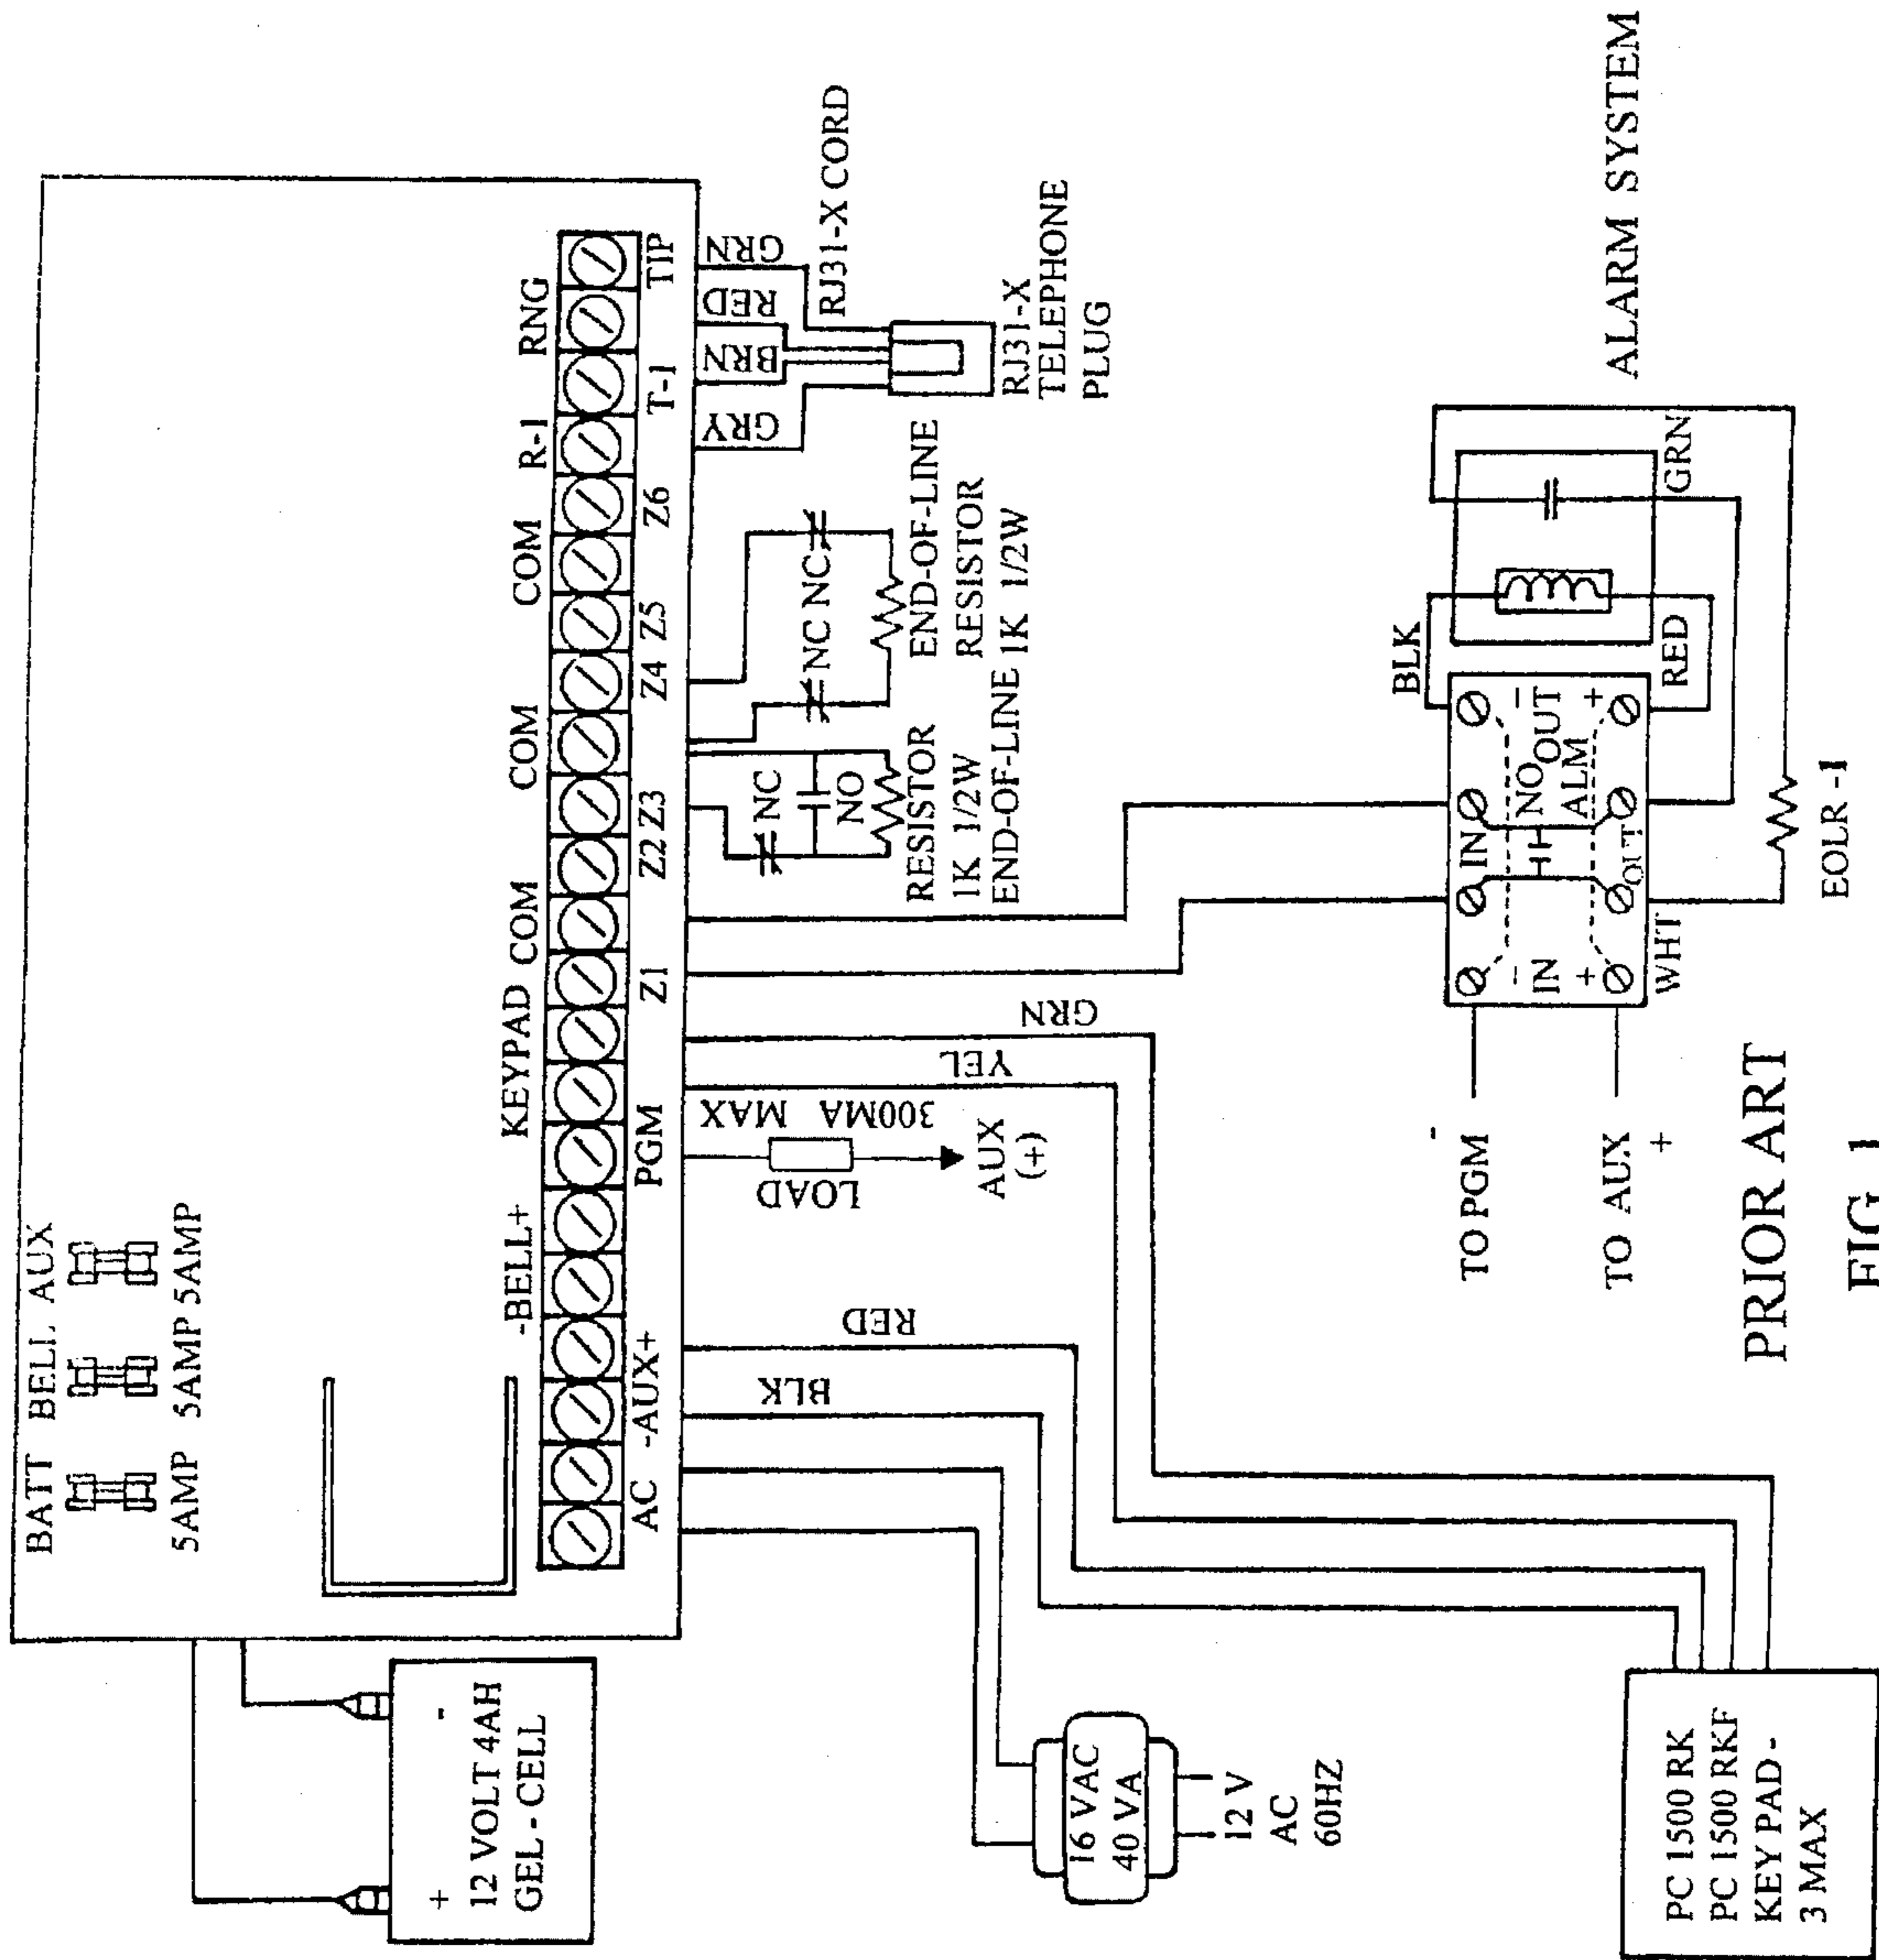 BATT BELL AUX
5AMP 5AMP 5AMP
+ -
12 VOLT 4AH
GEL - CELL
-BELL+ KEYPAD COM COM COM R-1 RNG
AC -AUX+ PGM Z1 Z2 Z3 Z4 Z5 Z6 T-1 TIP
BLK
RED
LOAD
300MA MAX
AUX
(+)
YEL
GRN
NC
NO
RESISTOR
1K 1/2W
END-OF-LINE
NC NC
END-OF-LINE
RESISTOR
1K 1/2W
GRY
BRN
RED
GRN
RJ31-X CORD
RJ31-X
TELEPHONE
PLUG
16 VAC
40 VA
12 V
AC
60HZ
PC 1500 RK
PC 1500 RKF
KEY PAD -
3 MAX
-
TO PGM
TO AUX
+
-
IN
+
IN
NO
OUT
ALM
OUT
-
+
WHT
BLK
RED
GRN
EOLR -1
ALARM SYSTEM
PRIOR ART
FIG 1